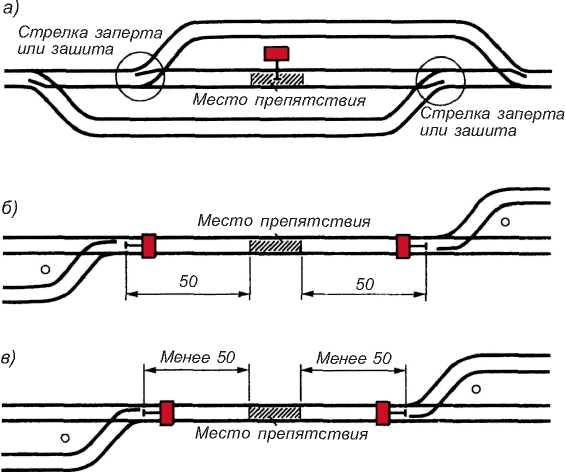 а)
Стрелка заперта
или зашита
Место препятствия
Стрелка заперта
или зашита
б)
Место препятствия
50
50
в)
Менее 50
Менее 50
Место препятствия